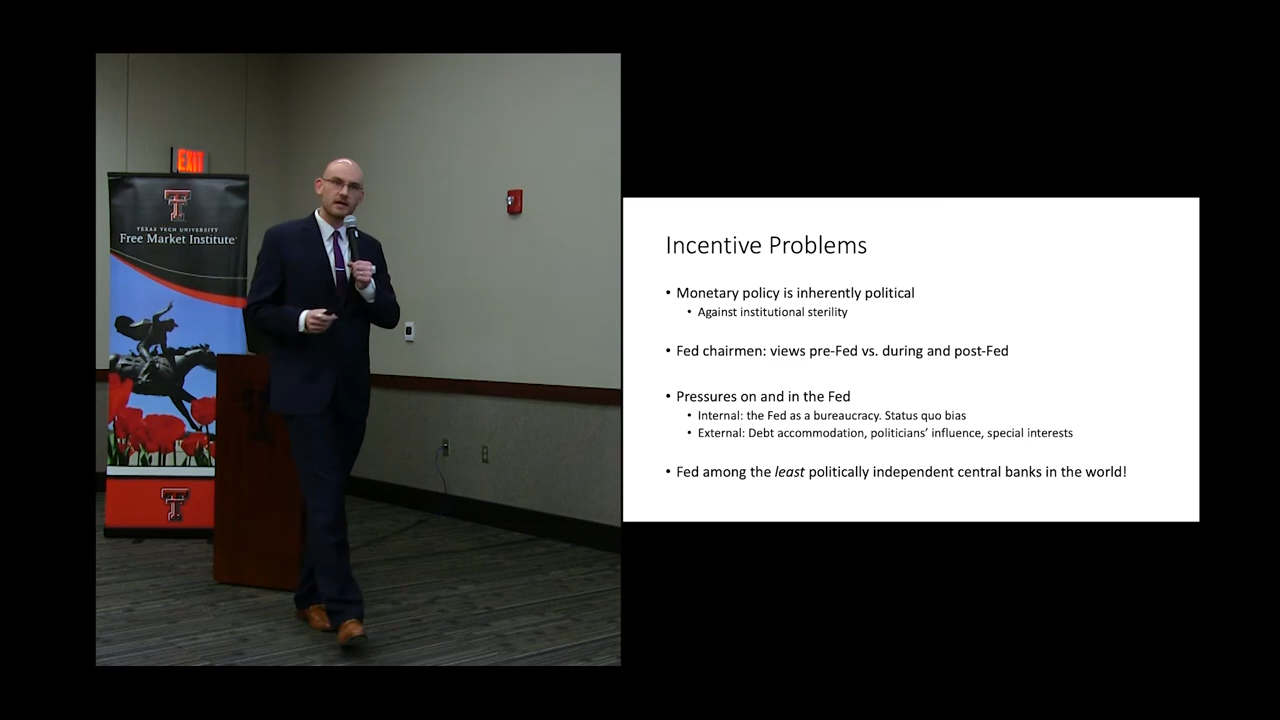 EXIT
TEXAS TECH UNIVERSITY
Free Market Institute
Incentive Problems
• Monetary policy is inherently political
• Against institutional sterility
• Fed chairmen: views pre-Fed vs. during and post-Fed
• Pressures on and in the Fed
• Internal: the Fed as a bureaucracy. Status quo bias
• External: Debt accommodation, politicians’ influence, special interests
• Fed among the least politically independent central banks in the world!